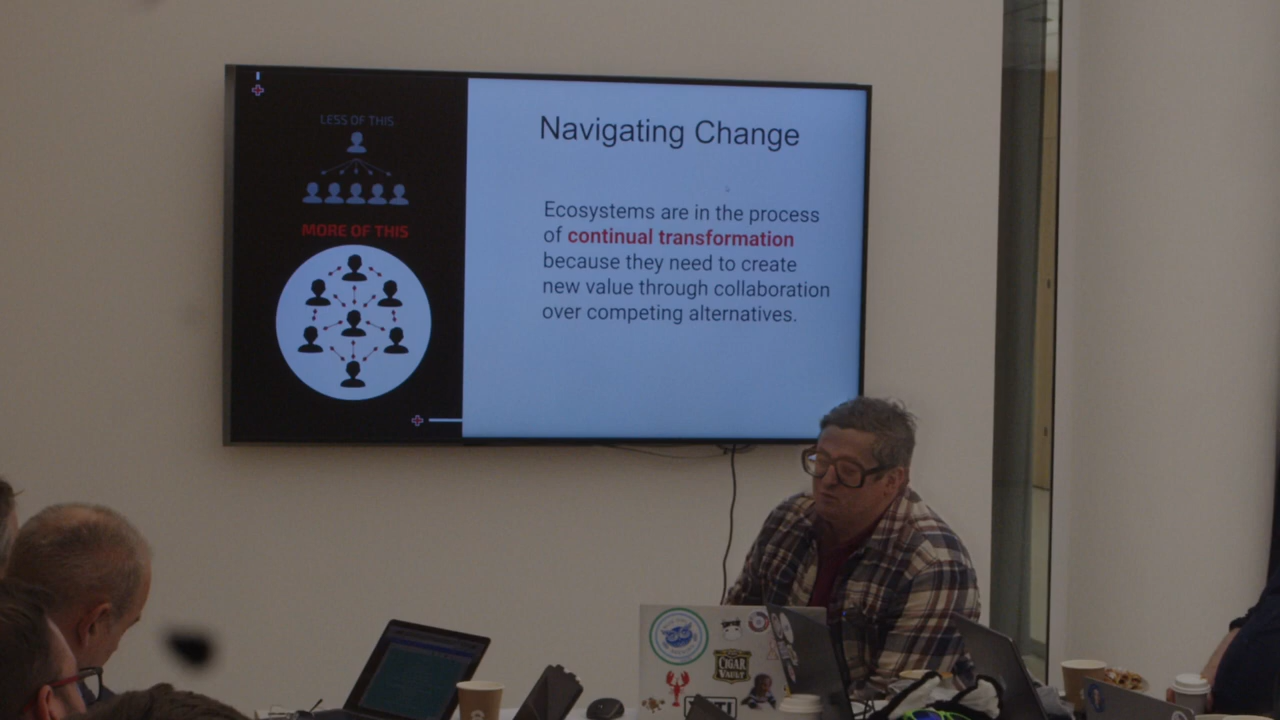 LESS OF THIS
MORE OF THIS
Navigating Change
Ecosystems are in the process
of continual transformation
because they need to create
new value through collaboration
over competing alternatives.
CIGAR
VAULT